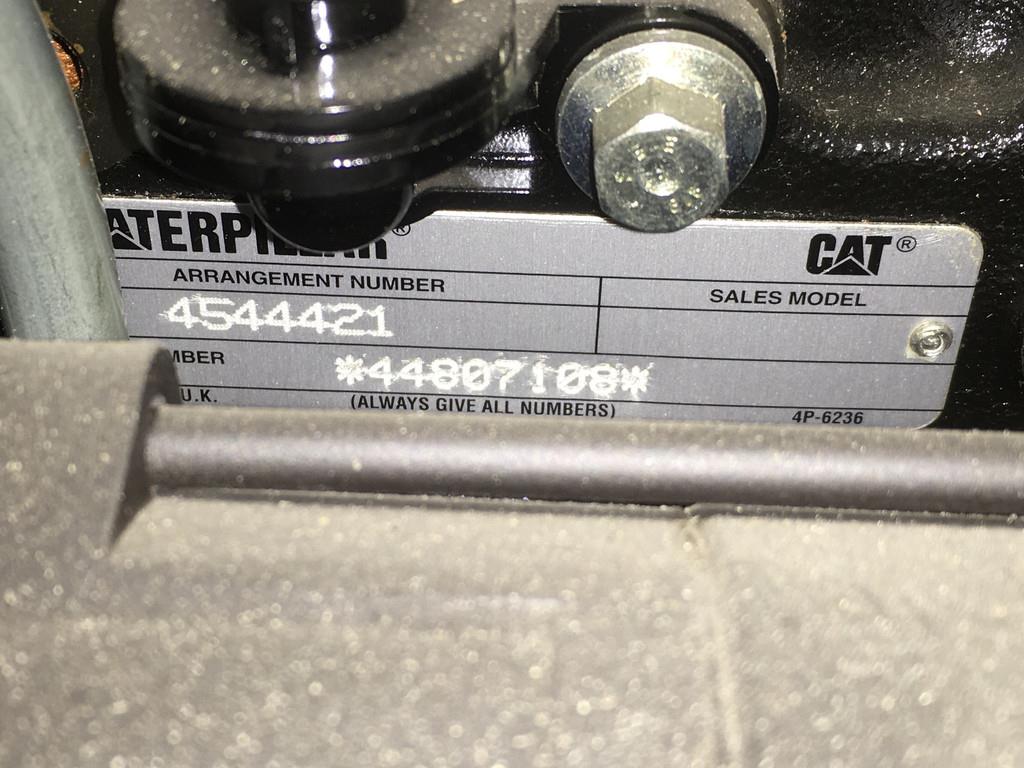 CATERPILLAR®
CAT®
ARRANGEMENT NUMBER
SALES MODEL
4544421
MBER
*44807108*
U.K.
(ALWAYS GIVE ALL NUMBERS)
4P-6236